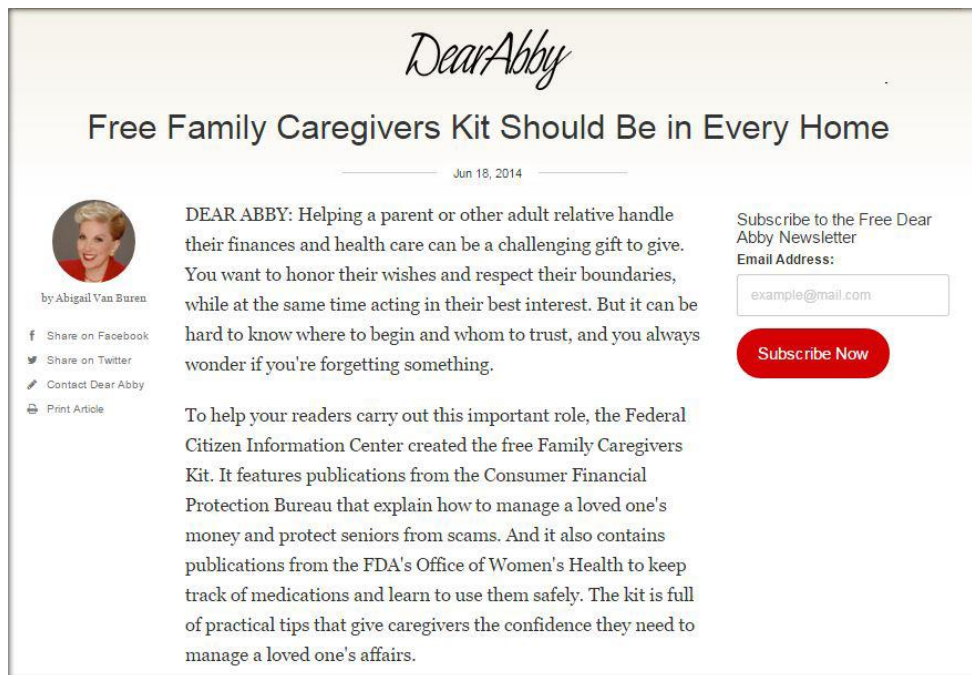 DearAbby
Free Family Caregivers Kit Should Be in Every Home
Jun 18, 2014
by Abigail Van Buren
Share on Facebook
Share on Twitter
Contact Dear Abby
Print Article
DEAR ABBY: Helping a parent or other adult relative handle
their finances and health care can be a challenging gift to give.
You want to honor their wishes and respect their boundaries,
while at the same time acting in their best interest. But it can be
hard to know where to begin and whom to trust, and you always
wonder if you're forgetting something.
To help your readers carry out this important role, the Federal
Citizen Information Center created the free Family Caregivers
Kit. It features publications from the Consumer Financial
Protection Bureau that explain how to manage a loved one's
money and protect seniors from scams. And it also contains
publications from the FDA's Office of Women's Health to keep
track of medications and learn to use them safely. The kit is full
of practical tips that give caregivers the confidence they need to
manage a loved one's affairs.
Subscribe to the Free Dear
Abby Newsletter
Email Address:
example@mail.com
Subscribe Now